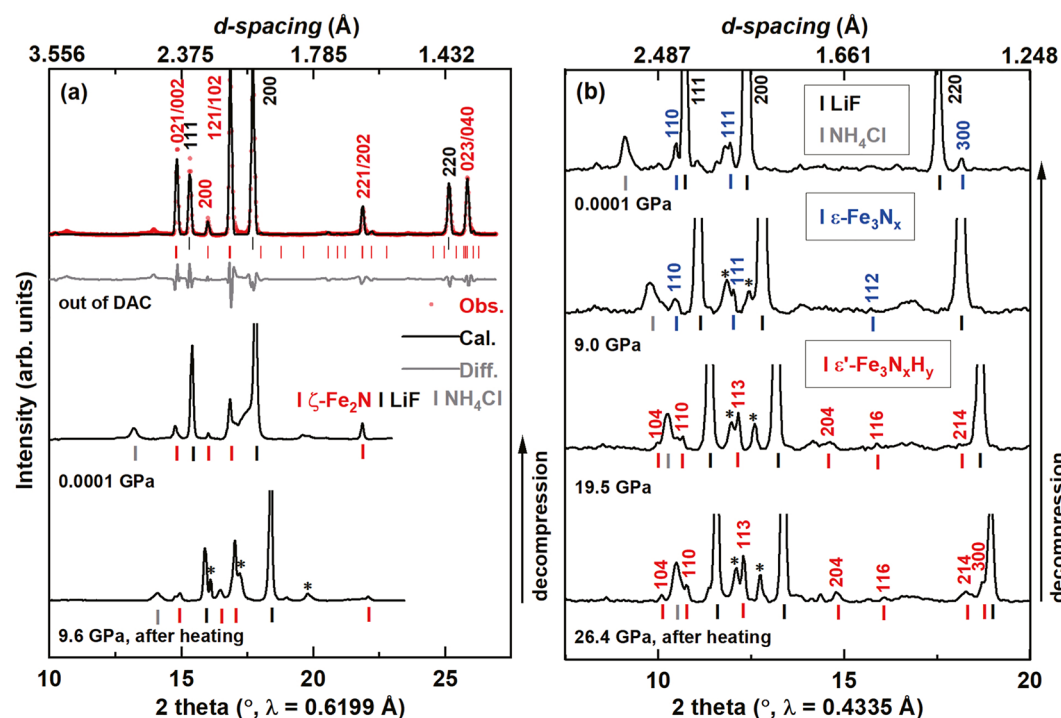 d-spacing (Å)
3.556 2.375 1.785 1.432
(a)
021/002
111
200
121/102
200
221/202
220
023/040
out of DAC
Obs.
Cal.
Diff.
I ζ-Fe2N I LiF I NH4Cl
0.0001 GPa
* * *
9.6 GPa, after heating
Intensity (arb. units)
decompression
10 15 20 25
2 theta (°, λ = 0.6199 Å)
d-spacing (Å)
2.487 1.661 1.248
(b)
110
111
111
200
I LiF
I NH4Cl
220
300
0.0001 GPa
I ε-Fe3Nx
110
*
111
*
112
9.0 GPa
I ε'-Fe3NxHy
104
110
*
113
*
204
116
214
19.5 GPa
104
110
*
113
*
204
116
214
300
26.4 GPa, after heating
decompression
10 15 20
2 theta (°, λ = 0.4335 Å)